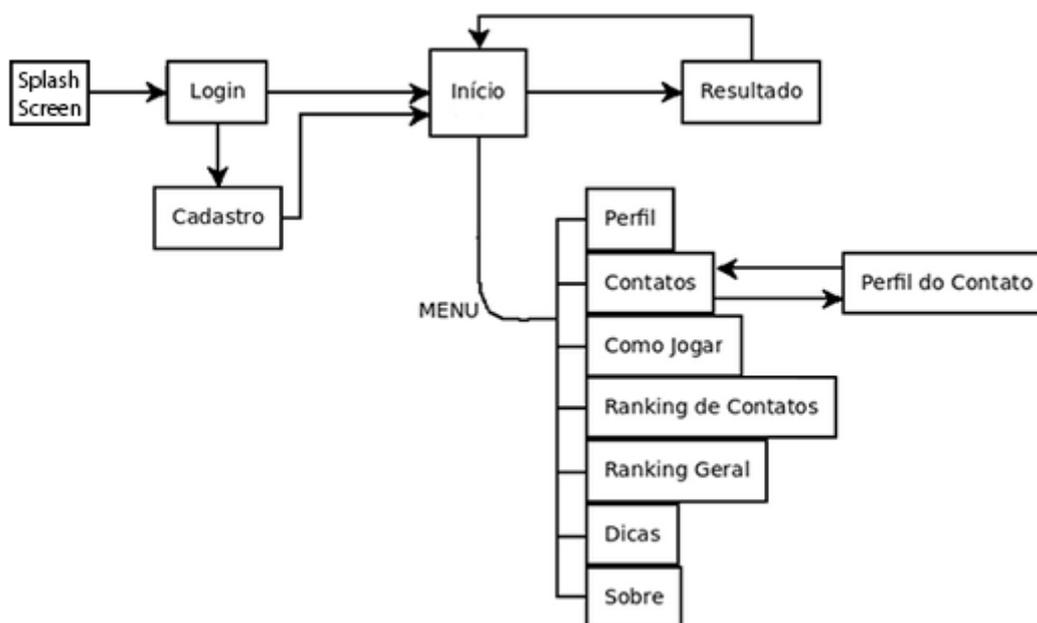 Splash
Screen
Login
Início
Resultado
Cadastro
MENU
Perfil
Contatos
Perfil do Contato
Como Jogar
Ranking de Contatos
Ranking Geral
Dicas
Sobre